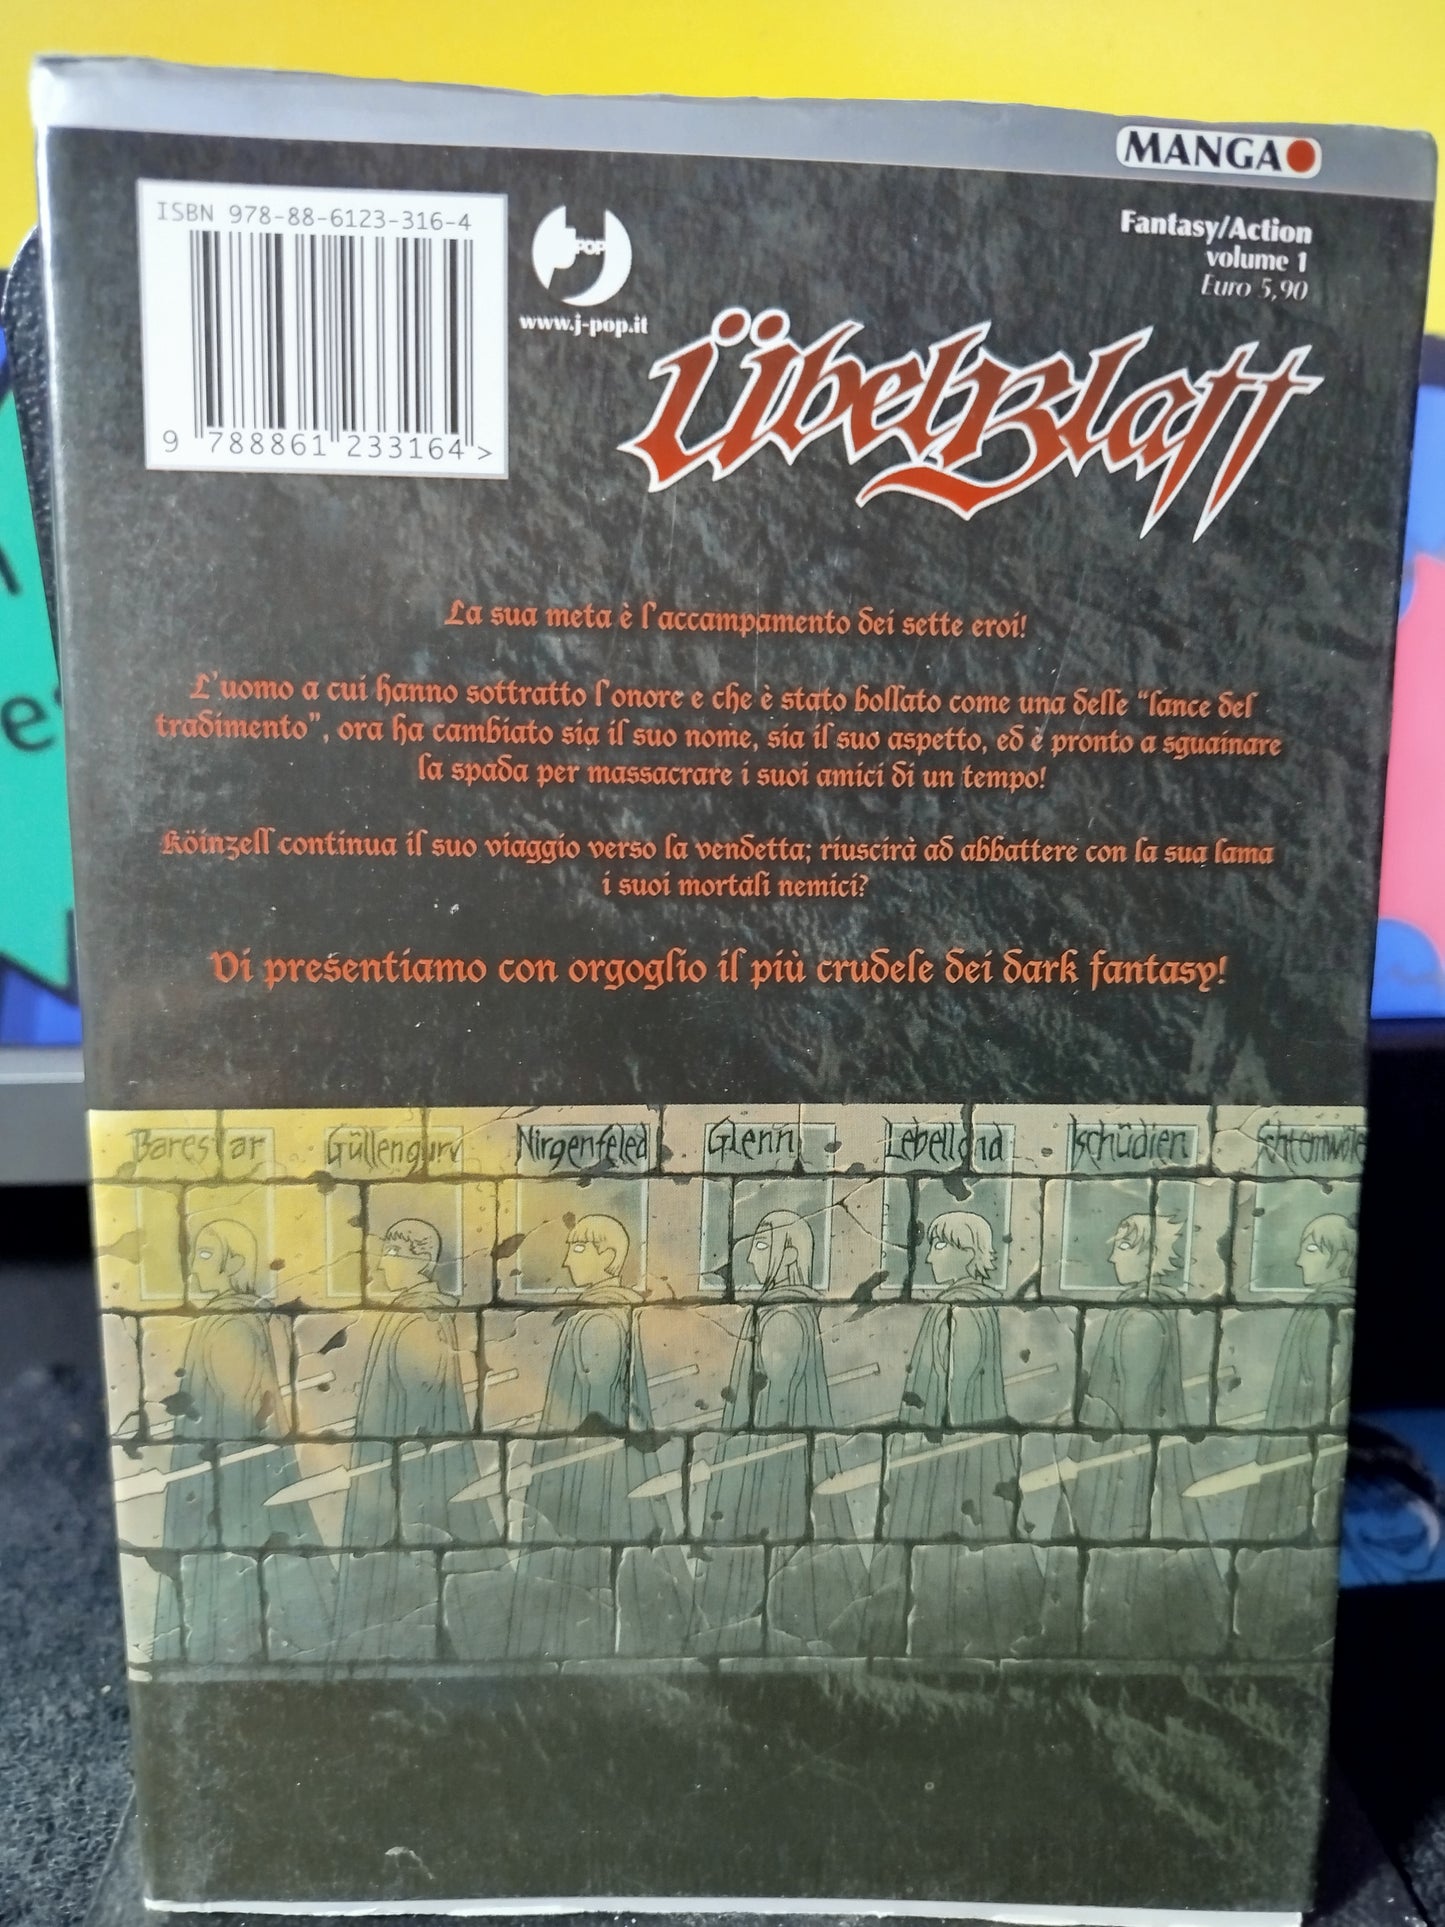 MANGA
ISBN 978-88-6123-316-4
9 788861 233164 >
J-POP
www.j-pop.it
Fantasy/Action
volume 1
Euro 5,90
ÜbelBlatt
La sua meta è l'accampamento dei sette eroi!
L'uomo a cui hanno sottratto l'onore e che è stato bollato come una delle "lance del
tradimento", ora ha cambiato sia il suo nome, sia il suo aspetto, ed è pronto a sguainare
la spada per massacrare i suoi amici di un tempo!
Köinzell continua il suo viaggio verso la vendetta; riuscirà ad abbattere con la sua lama
i suoi mortali nemici?
Vi presentiamo con orgoglio il più crudele dei dark fantasy!
Barestar Güllengurv Nirgenfeled Glenn Lebellond Ischüdien